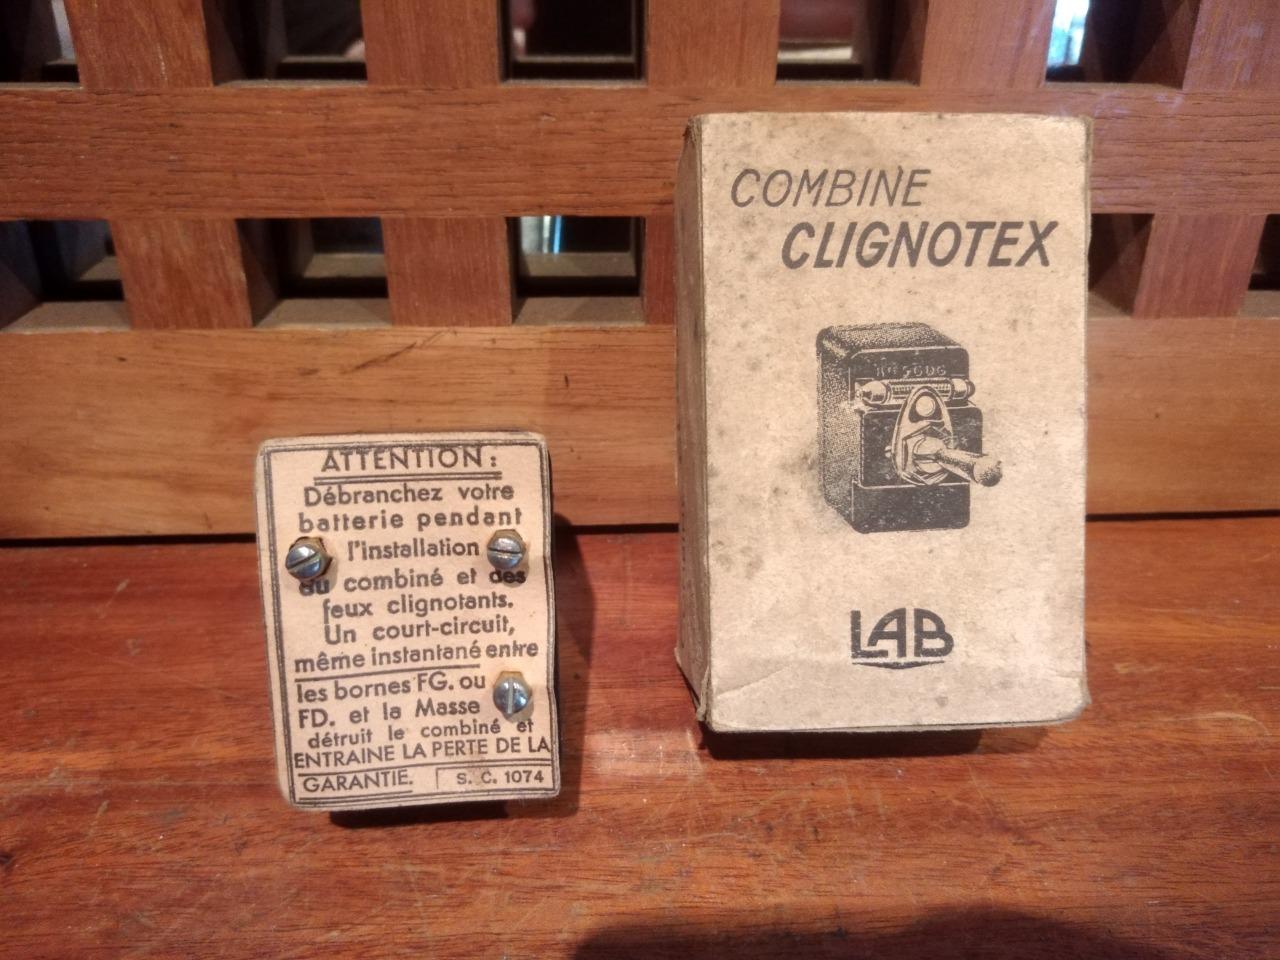 ATTENTION:
Débranchez votre
batterie pendant
l'installation
du combiné et des
feux clignotants.
Un court-circuit,
même instantané entre
les bornes FG. ou
FD. et la Masse
détruit le combiné et
ENTRAINE LA PERTE DE LA
GARANTIE. S. C. 1074
COMBINÉ
CLIGNOTEX
LAB